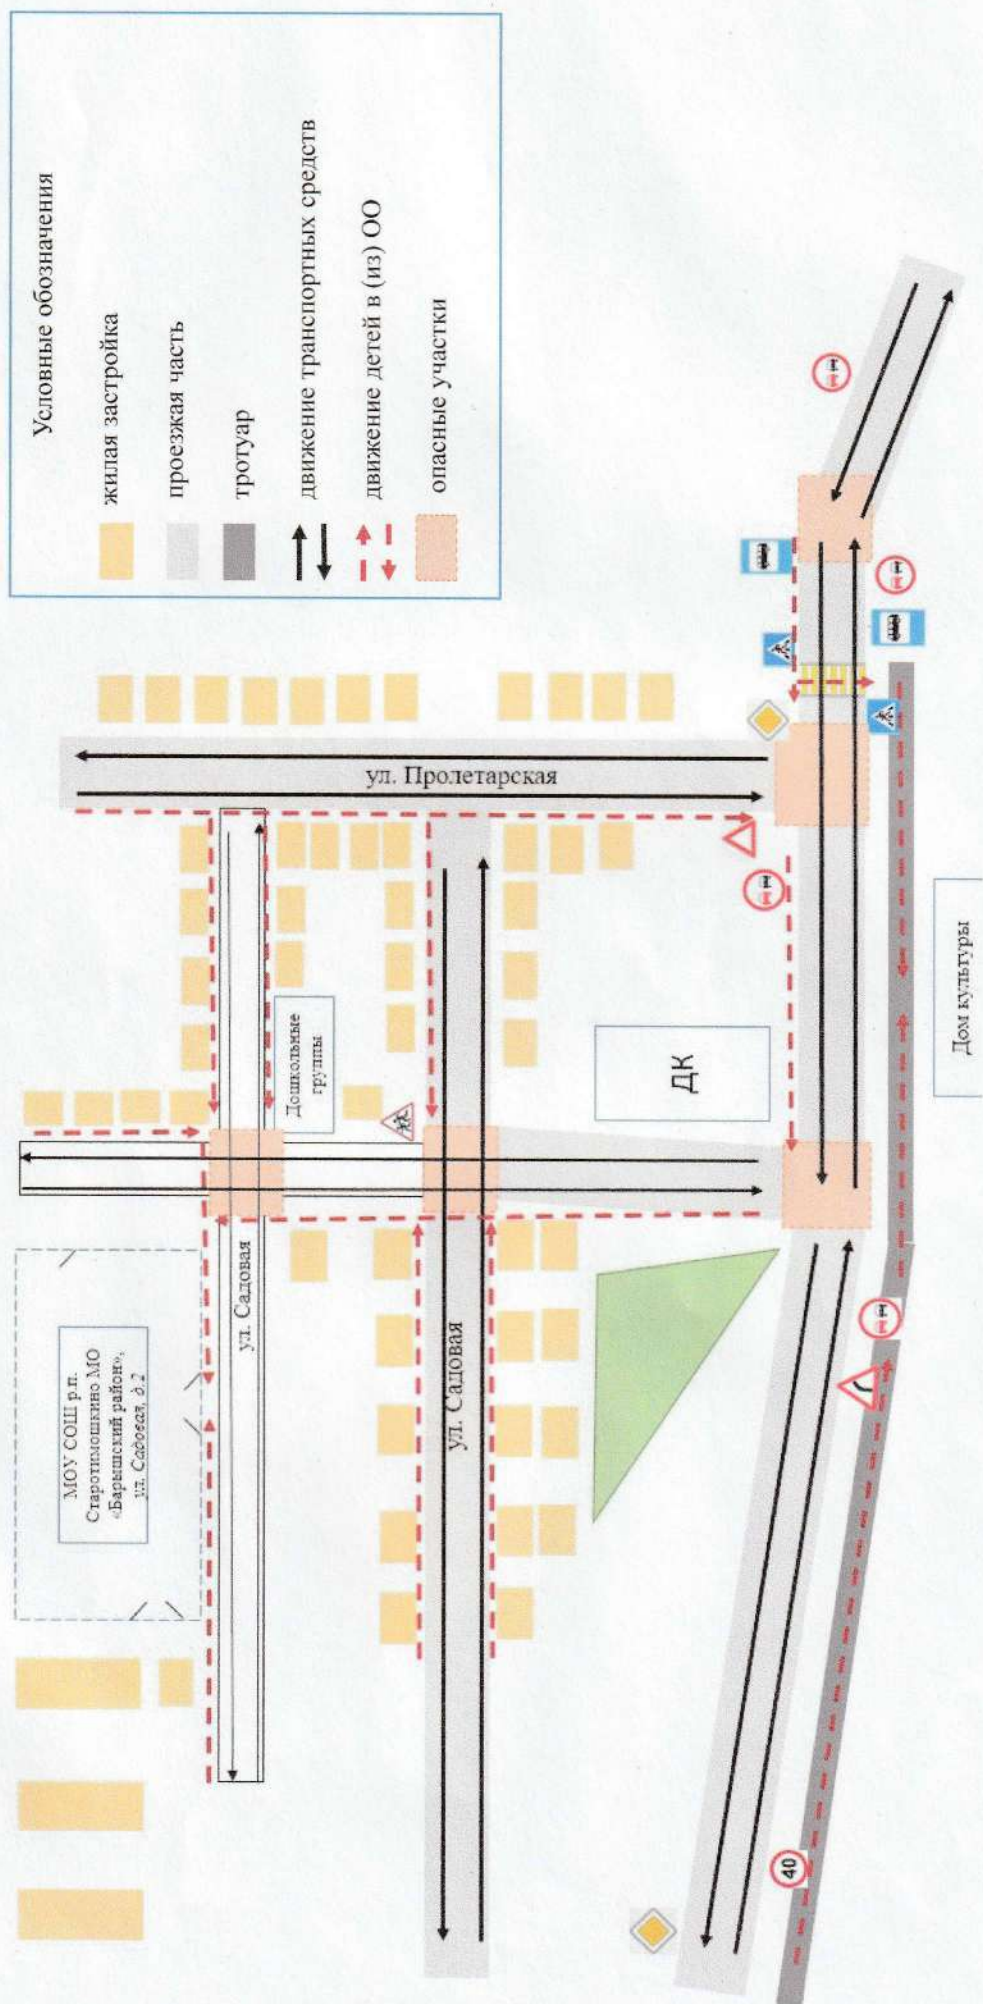 Условные обозначения
жилая застройка
проезжая часть
тротуар
движение транспортных средств
движение детей в (из) ОО
опасные участки
МОУ СОШ р.п.
Старотимошкино МО
«Барышский район»,
ул. Садовая, д.2
ул. Садовая
Дошкольные
группы
ул. Садовая
ул. Пролетарская
ДК
Дом культуры
40